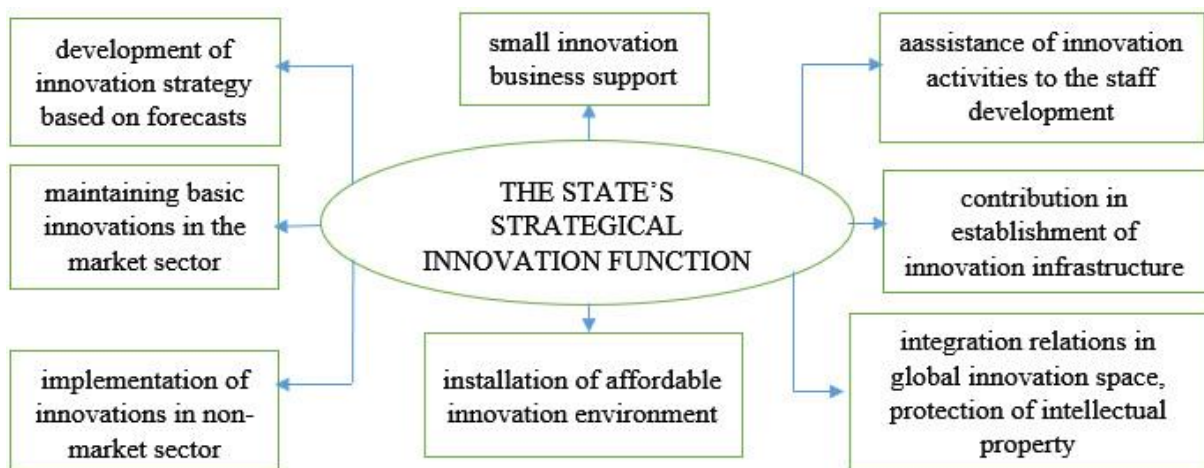 development of
innovation strategy
based on forecasts
small innovation
business support
aassistance of innovation
activities to the staff
development
maintaining basic
innovations in the
market sector
THE STATE’S
STRATEGICAL
INNOVATION FUNCTION
contribution in
establishment of
innovation infrastructure
implementation of
innovations in non-
market sector
installation of affordable
innovation environment
integration relations in
global innovation space,
protection of intellectual
property